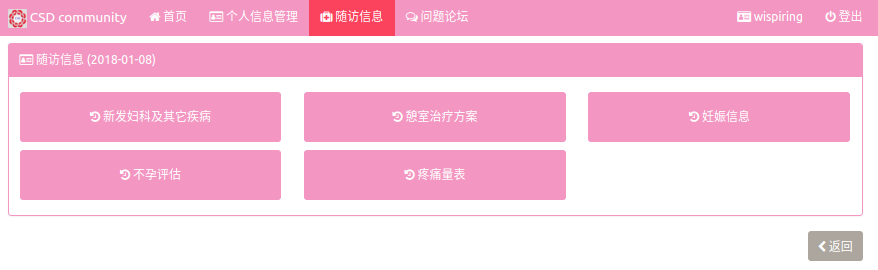 CSD community 首页 个人信息管理 随访信息 问题论坛 wispiring 登出
随访信息 (2018-01-08)
新发妇科及其它疾病 憩室治疗方案 妊娠信息
不孕评估 疼痛量表
返回